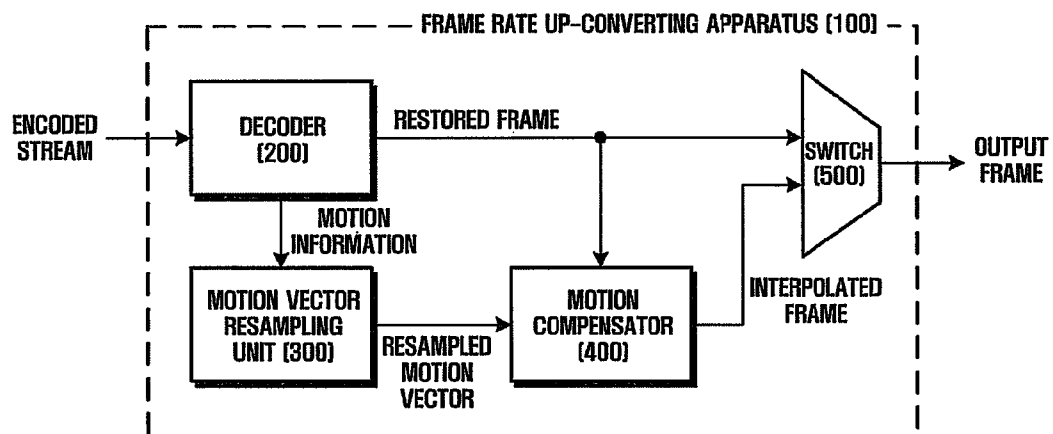 FRAME RATE UP-CONVERTING APPARATUS (100)
ENCODED
STREAM
DECODER
(200)
RESTORED FRAME
SWITCH
(500)
OUTPUT
FRAME
MOTION
INFORMATION
MOTION VECTOR
RESAMPLING
UNIT (300)
RESAMPLED
MOTION
VECTOR
MOTION
COMPENSATOR
(400)
INTERPOLATED
FRAME